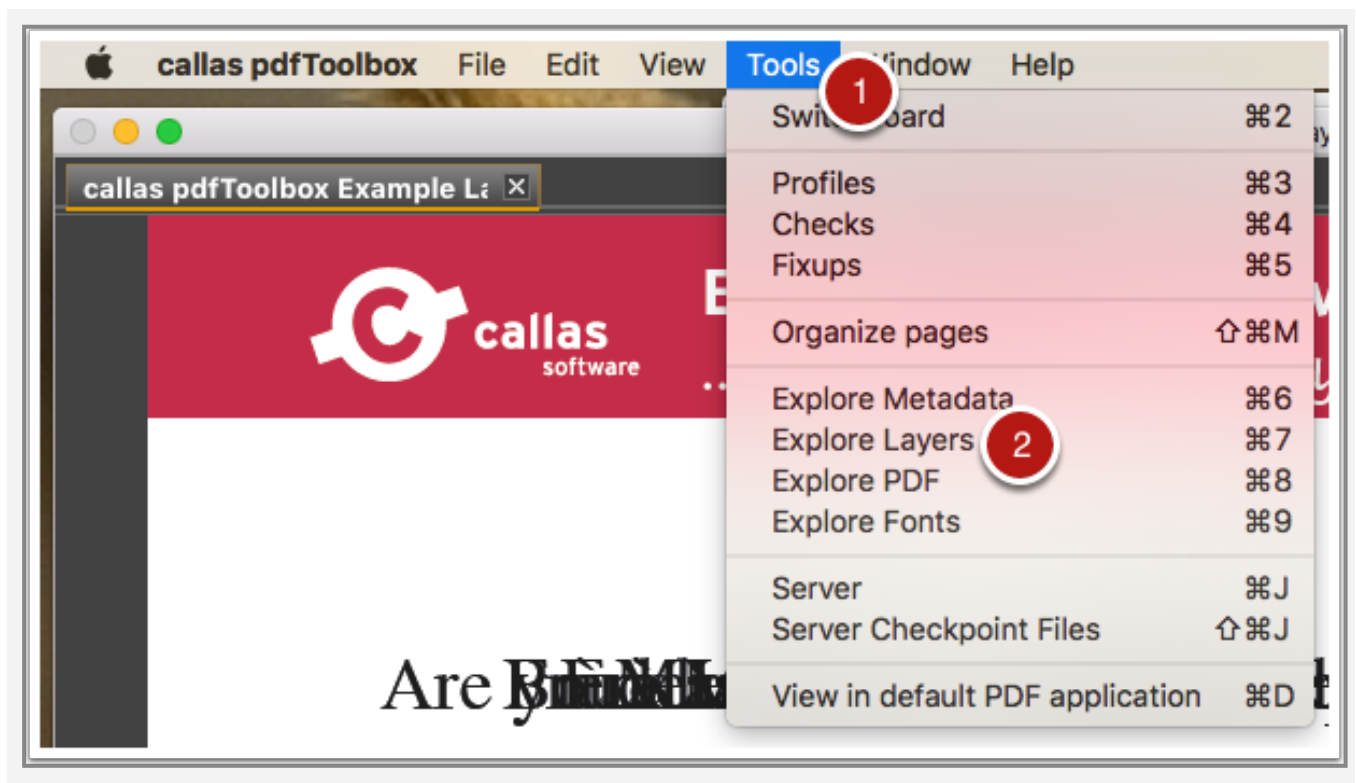 callas pdfToolbox File Edit View Tools Window Help
1
Switchboard ⌘2
callas pdfToolbox Example
Profiles ⌘3
Checks ⌘4
Fixups ⌘5
callas
software
Organize pages ⇧⌘M
Explore Metadata ⌘6
Explore Layers ⌘7
2
Explore PDF ⌘8
Explore Fonts ⌘9
Server ⌘J
Server Checkpoint Files ⇧⌘J
Are
View in default PDF application ⌘D